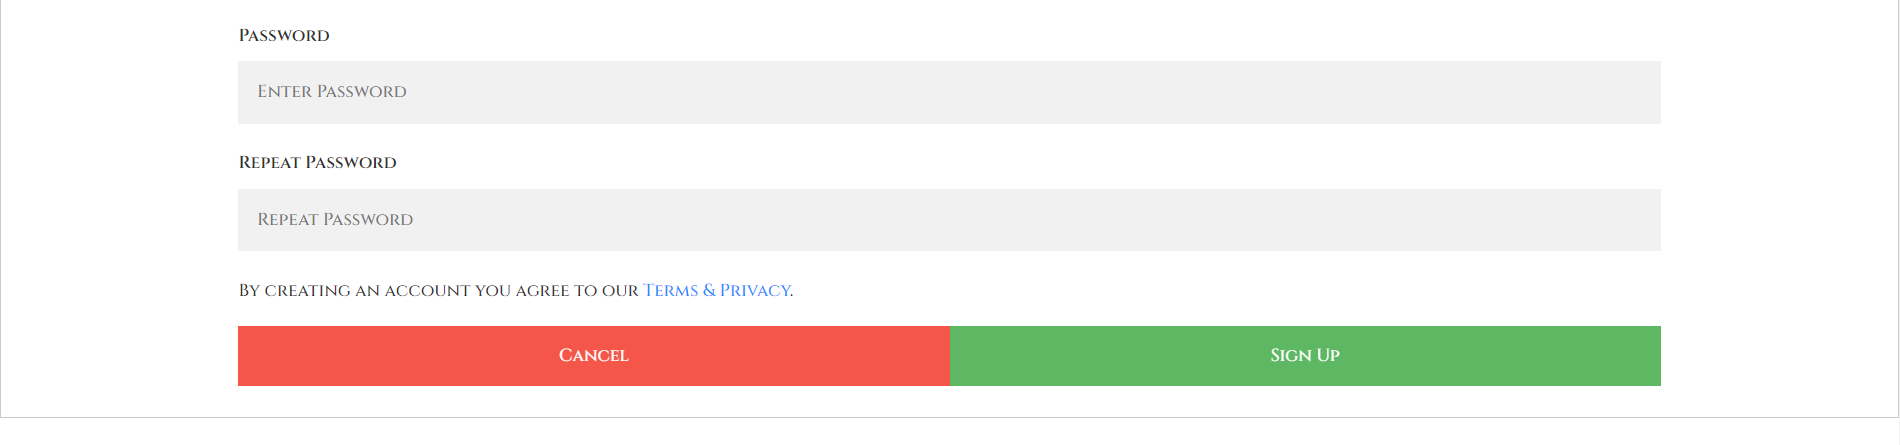 Password
Enter Password
Repeat Password
Repeat Password
By creating an account you agree to our Terms & Privacy.
Cancel
Sign Up